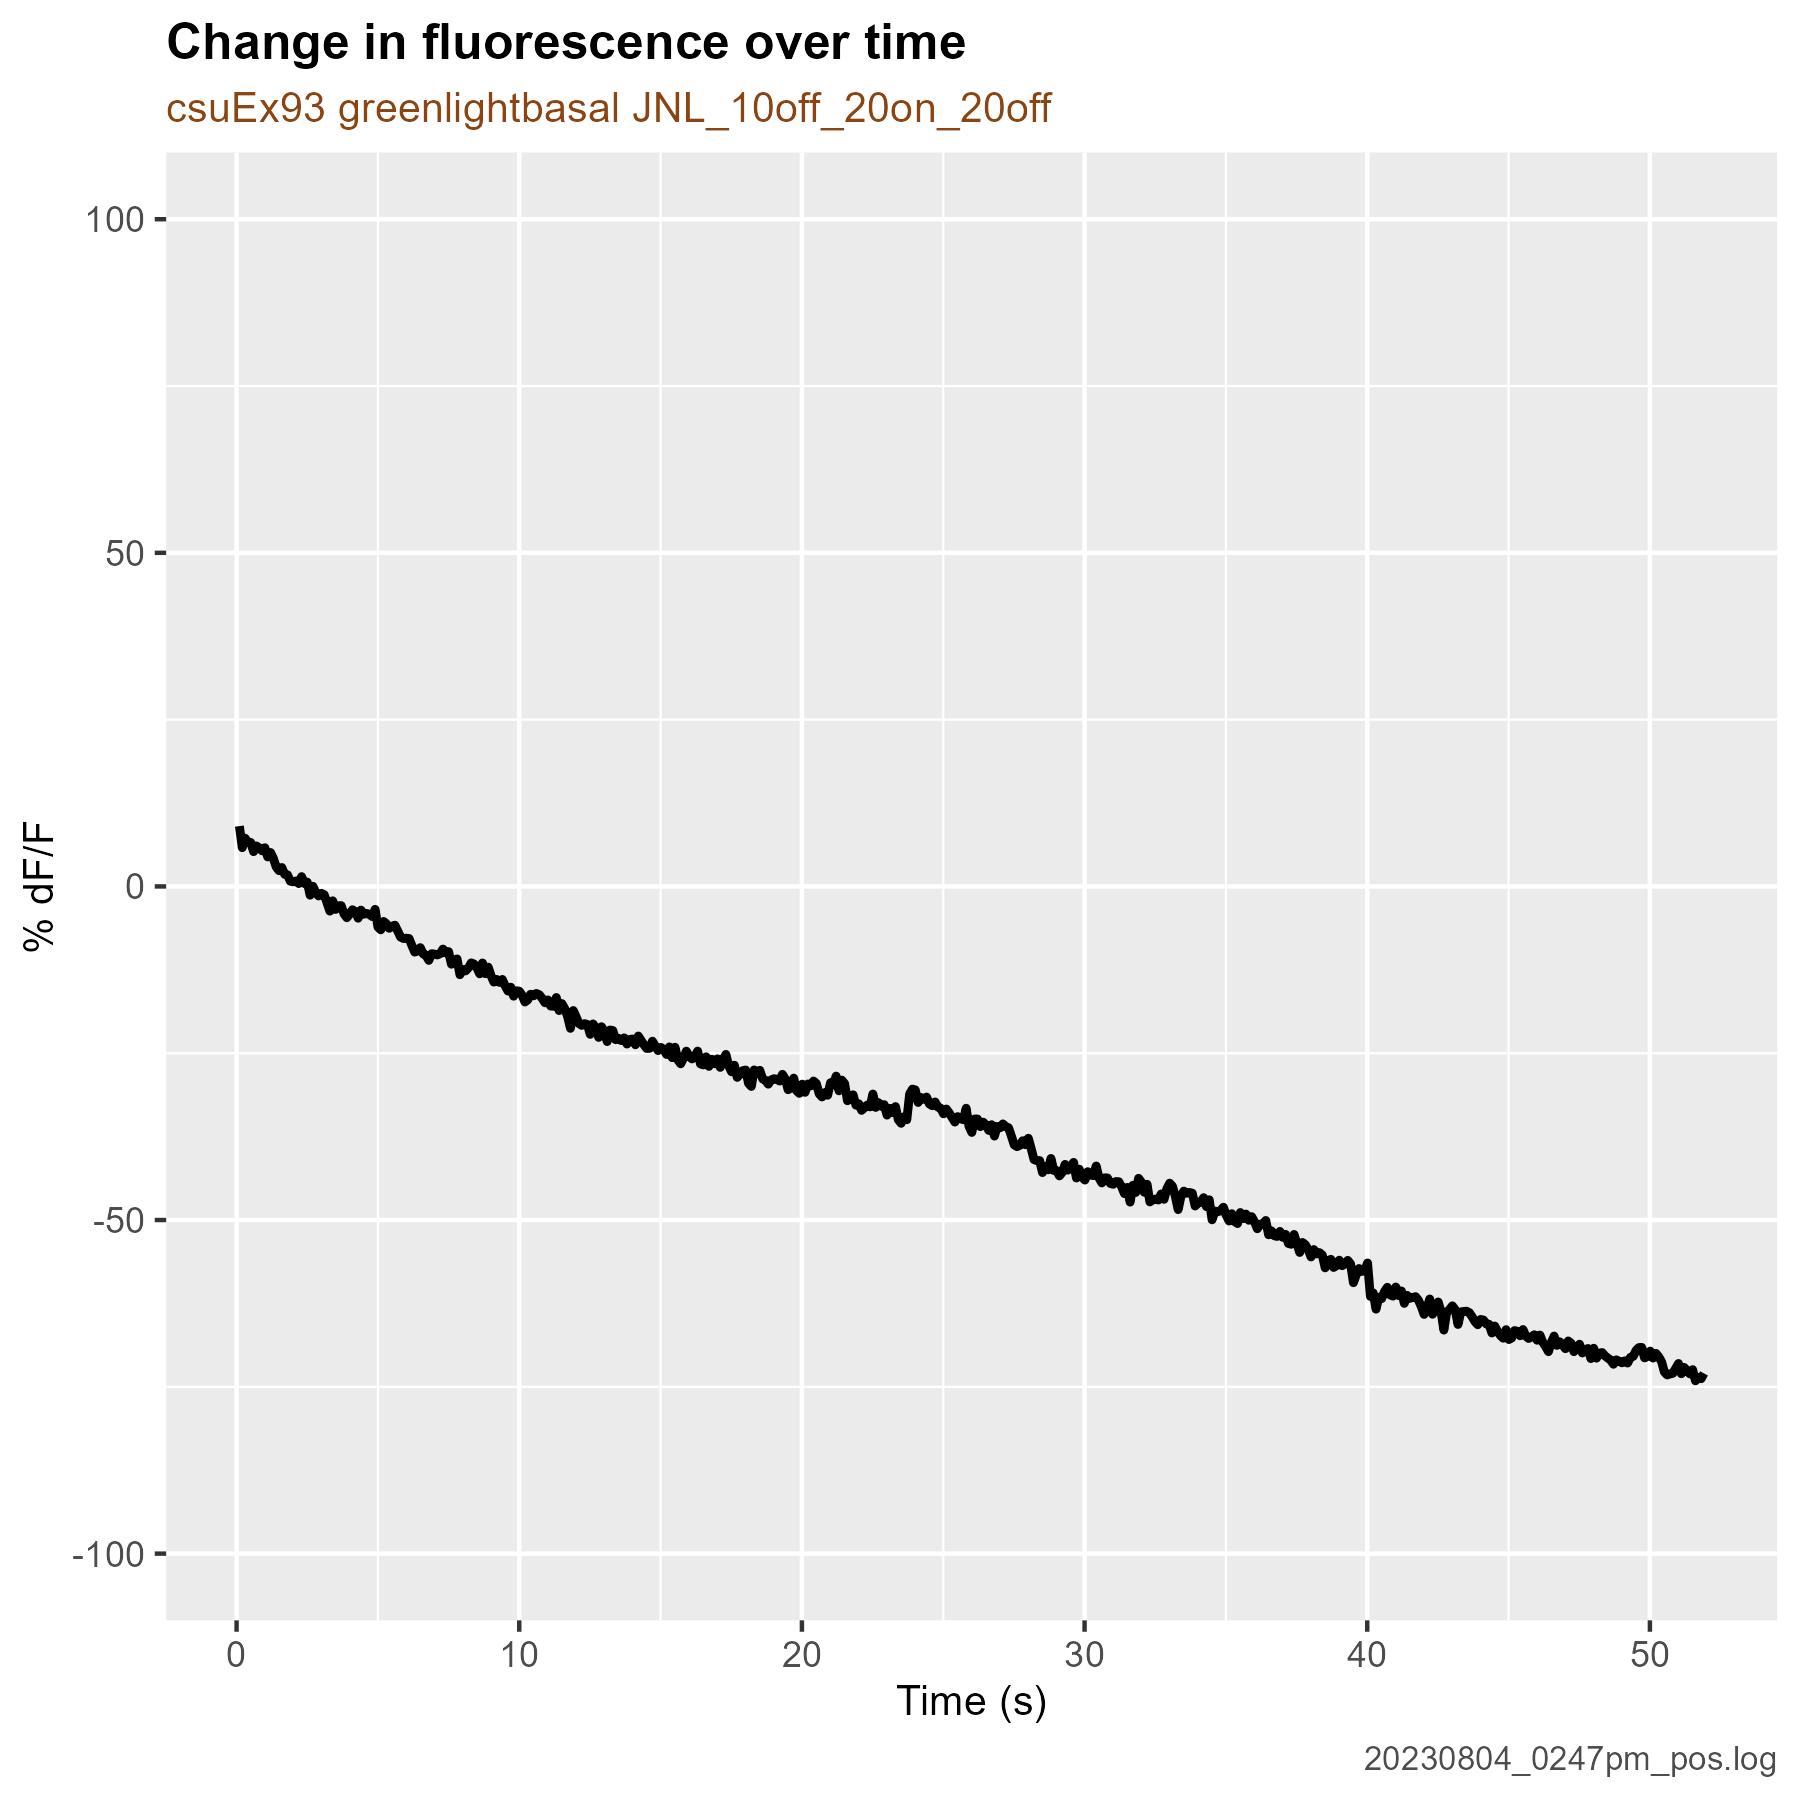 Change in fluorescence over time
csuEx93 greenlightbasal JNL_10off_20on_20off
100
50
0
-50
-100
% dF/F
0 10 20 30 40 50
Time (s)
20230804_0247pm_pos.log